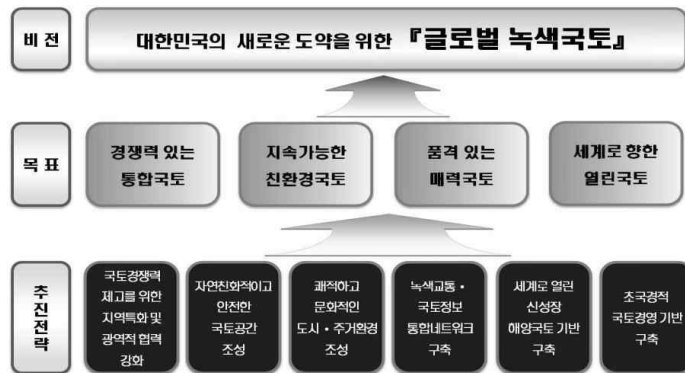 비 전
대한민국의 새로운 도약을 위한 『글로벌 녹색국토』
목 표
경쟁력 있는
통합국토
지속가능한
친환경국토
품격 있는
매력국토
세계로 향한
열린국토
추진전략
국토경쟁력
제고를 위한
지역특화 및
광역적 협력
강화
자연친화적이고
안전한
국토공간
조성
쾌적하고
문화적인
도시・주거환경
조성
녹색교통・
국토정보
통합네트워크
구축
세계로 열린
신성장
해양국토 기반
구축
초국경적
국토경영 기반
구축